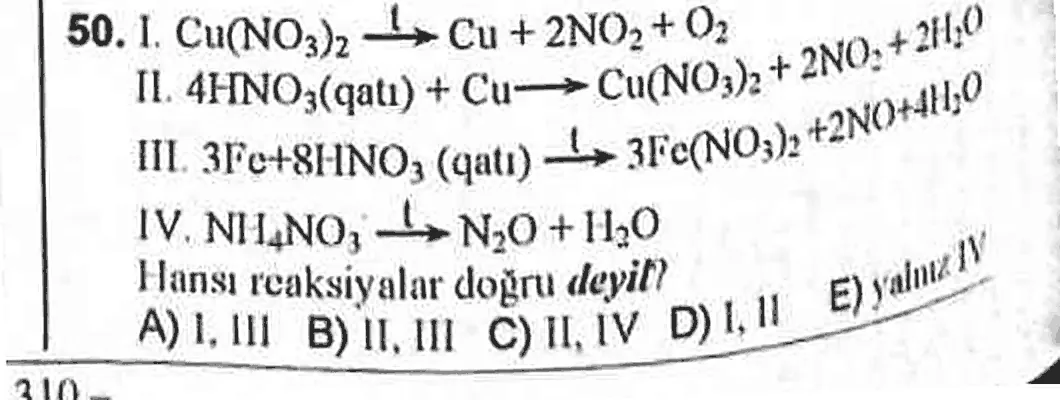 50. I. Cu(NO₃)₂ —t→ Cu + 2NO₂ + O₂
II. 4HNO₃(qatı) + Cu ⟶ Cu(NO₃)₂ + 2NO₂ + 2H₂O
III. 3Fe+8HNO₃ (qatı) —t→ 3Fe(NO₃)₂ +2NO+4H₂O
IV. NH₄NO₃ —t→ N₂O + H₂O
Hansı reaksiyalar doğru deyil?
A) I, III B) II, III C) II, IV D) I, II E) yalnız IV
310 –